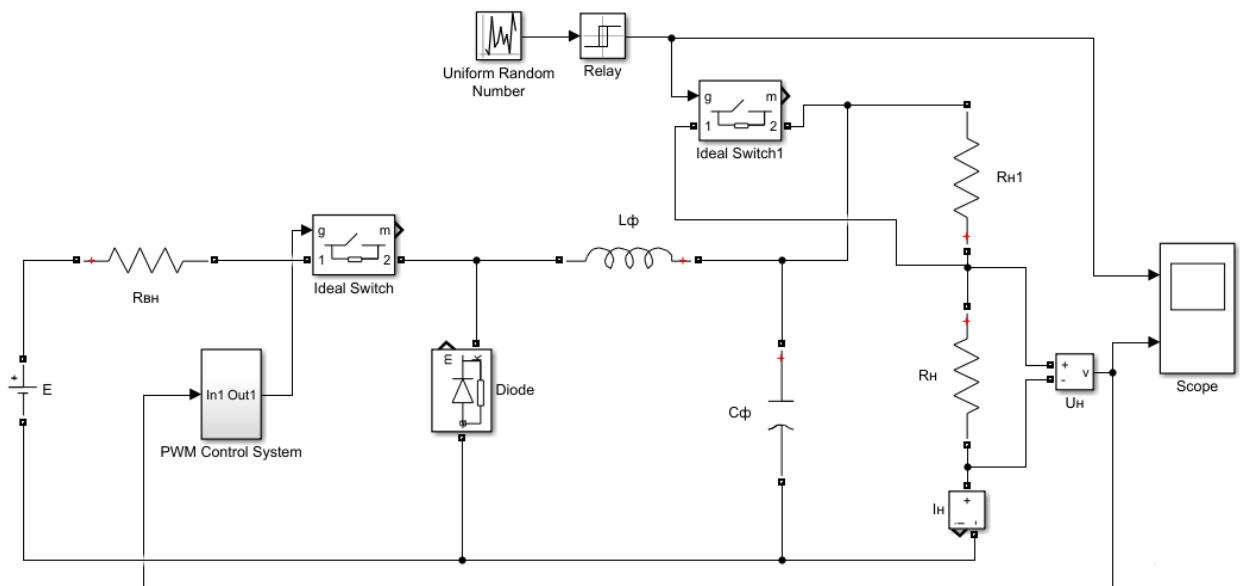 Uniform Random
Number
Relay
g
m
1
2
Ideal Switch1
Rн1
Lф
g
m
1
2
Ideal Switch
Rвн
+
E
In1 Out1
PWM Control System
m
k
a
Diode
Cф
Rн
+
-
v
Uн
Scope
Iн
+
-
i